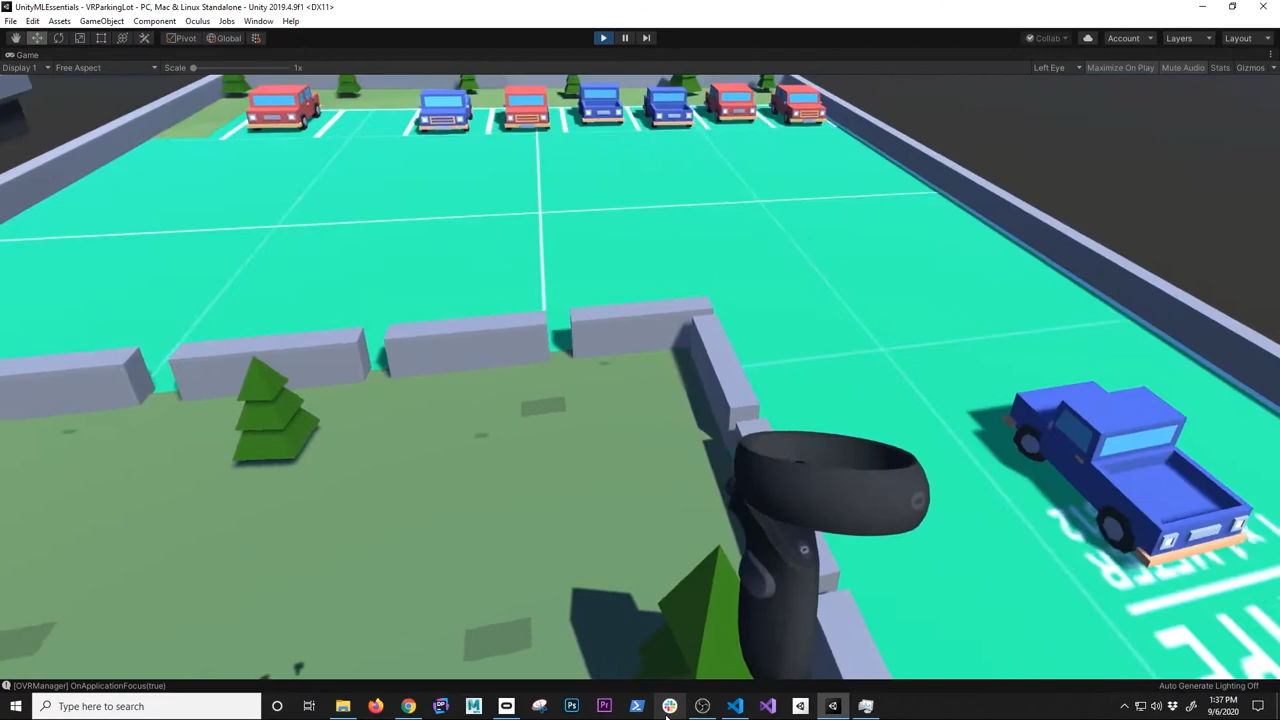 UnityMLEssentials - VRParkingLot - PC, Mac & Linux Standalone - Unity 2019.4.9f1 <DX11>
File Edit Assets GameObject Component Oculus Jobs Window Help
Pivot Global Collab Account Layers Layout
Game
Display 1 Free Aspect Scale 1x Left Eye Maximize On Play Mute Audio Stats Gizmos
[OVRManager] OnApplicationFocus(true) Auto Generate Lighting Off
Type here to search
1:37 PM
9/6/2020